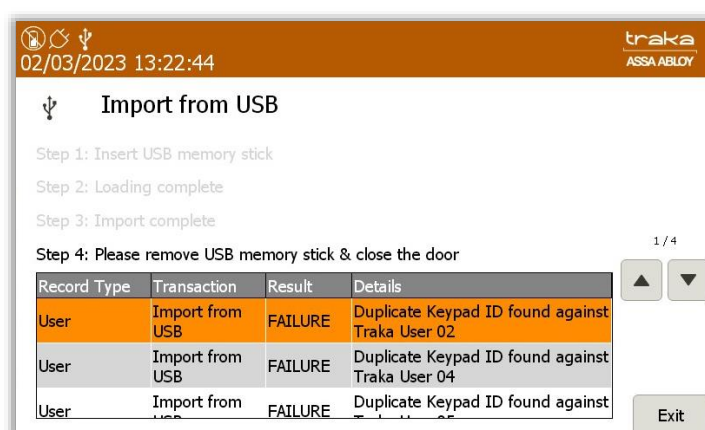 traka
02/03/2023 13:22:44
ASSA ABLOY
Import from USB
Step 1: Insert USB memory stick
Step 2: Loading complete
Step 3: Import complete
1 / 4
Step 4: Please remove USB memory stick & close the door
Record Type Transaction Result Details
User Import from USB FAILURE Duplicate Keypad ID found against Traka User 02
User Import from USB FAILURE Duplicate Keypad ID found against Traka User 04
User Import from FAILURE Duplicate Keypad ID found against
Exit